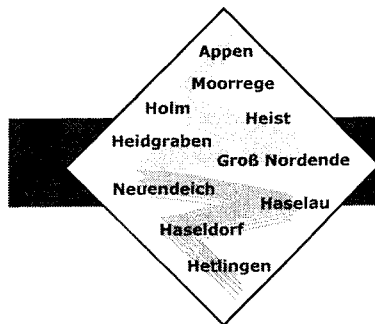 Appen
Moorrege
Holm
Heist
Heidgraben
Groß Nordende
Neuendeich
Haselau
Haseldorf
Hetlingen